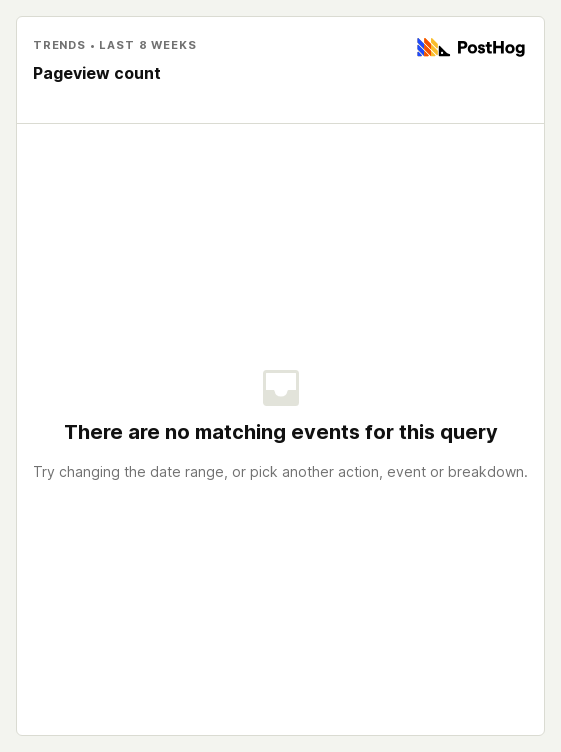 TRENDS • LAST 8 WEEKS
PostHog
Pageview count
There are no matching events for this query
Try changing the date range, or pick another action, event or breakdown.